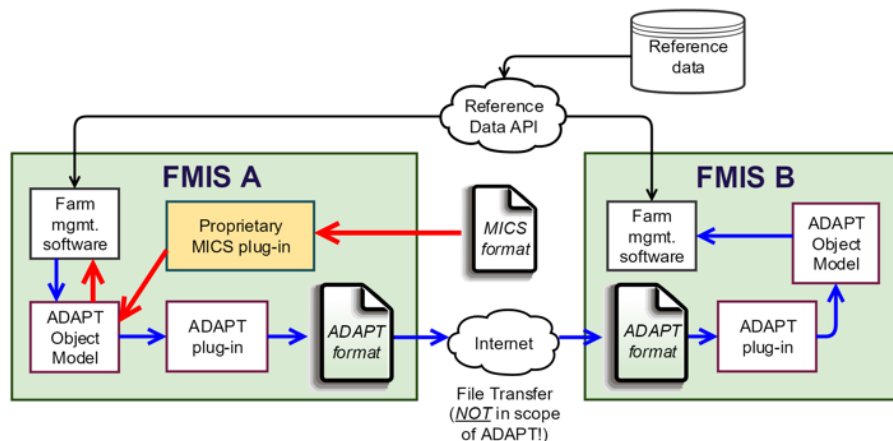 Reference
data
Reference
Data API
FMIS A
FMIS B
Farm
mgmt.
software
Proprietary
MICS plug-in
MICS
format
Farm
mgmt.
software
ADAPT
Object
Model
ADAPT
Object
Model
ADAPT
plug-in
ADAPT
format
Internet
ADAPT
format
ADAPT
plug-in
File Transfer
(NOT in scope
of ADAPT!)